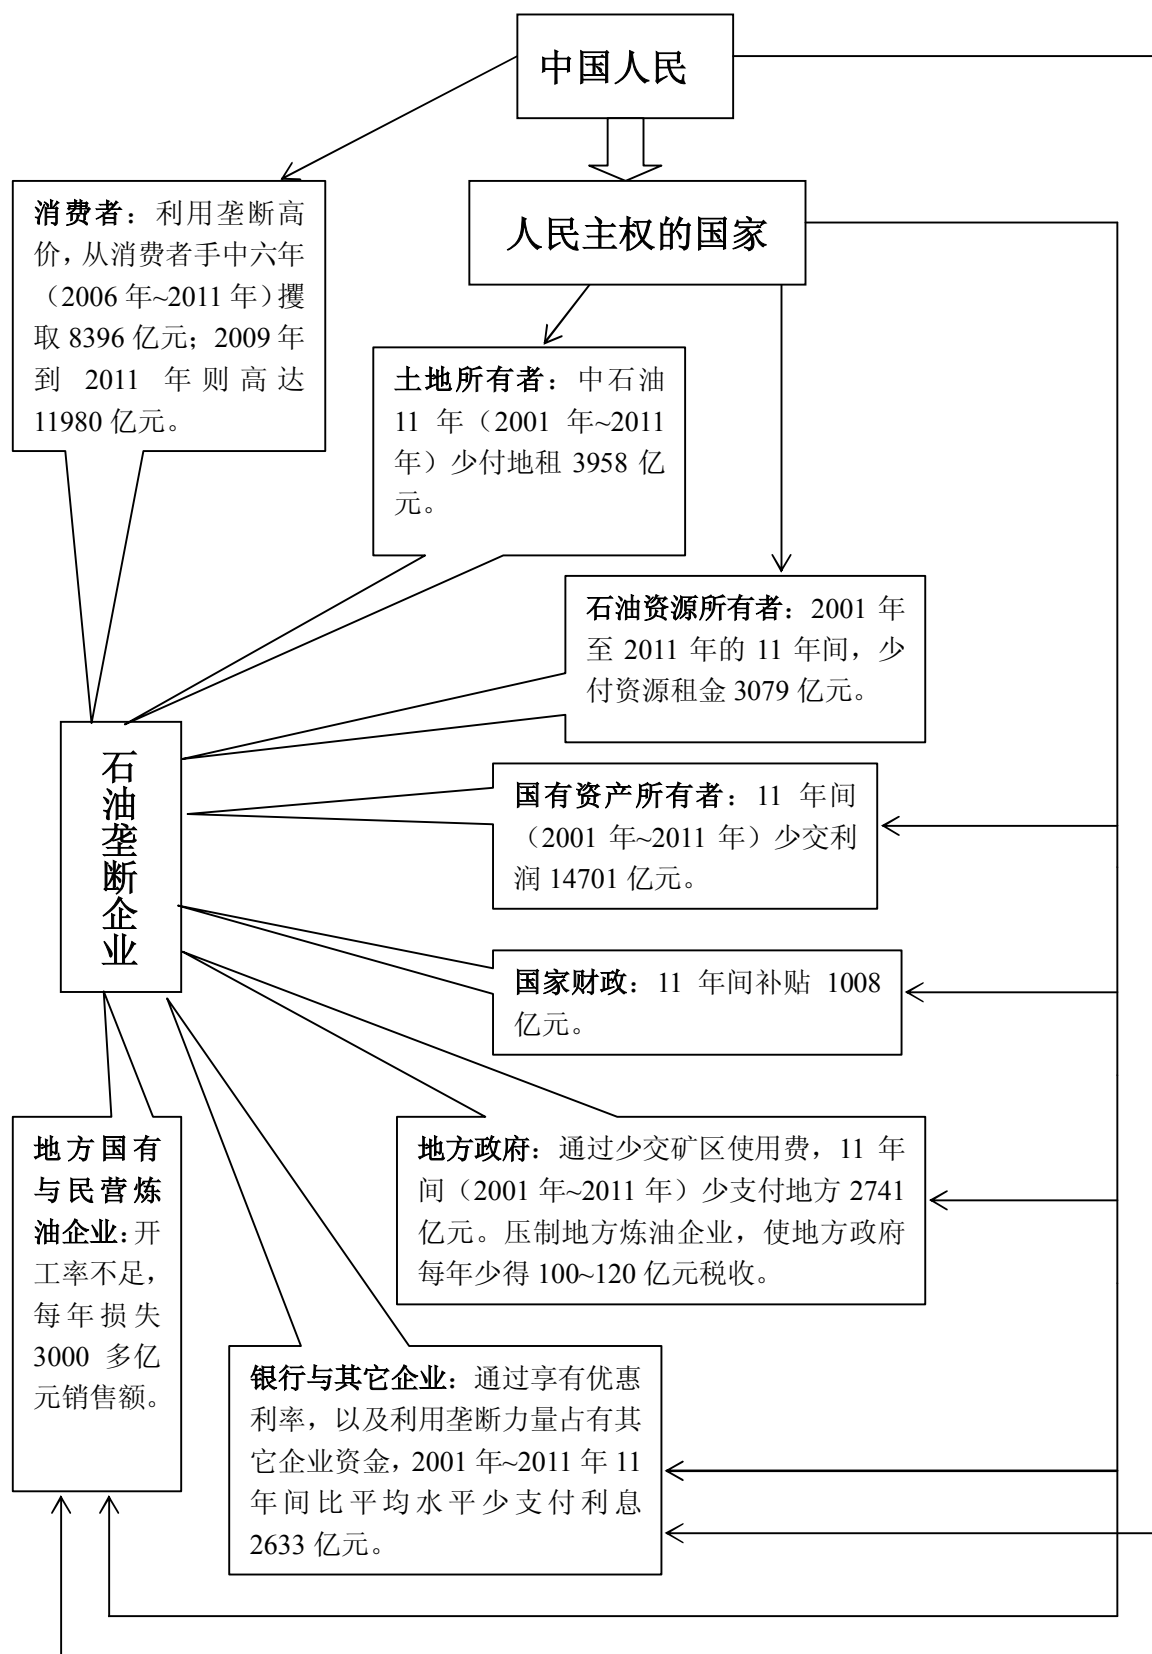 中国人民
人民主权的国家
消费者：利用垄断高
价，从消费者手中六年
（2006 年~2011 年）攫
取 8396 亿元；2009 年
到 2011 年则高达
11980 亿元。
土地所有者：中石油
11 年（2001 年~2011
年）少付地租 3958 亿
元。
石油资源所有者：2001 年
至 2011 年的 11 年间，少
付资源租金 3079 亿元。
石油垄断企业
国有资产所有者：11 年间
（2001 年~2011 年）少交利
润 14701 亿元。
国家财政：11 年间补贴 1008
亿元。
地方政府：通过少交矿区使用费，11 年
间（2001 年~2011 年）少支付地方 2741
亿元。压制地方炼油企业，使地方政府
每年少得 100~120 亿元税收。
地方国有
与民营炼
油企业：开
工率不足，
每年损失
3000 多亿
元销售额。
银行与其它企业：通过享有优惠
利率，以及利用垄断力量占有其
它企业资金，2001 年~2011 年 11
年间比平均水平少支付利息
2633 亿元。